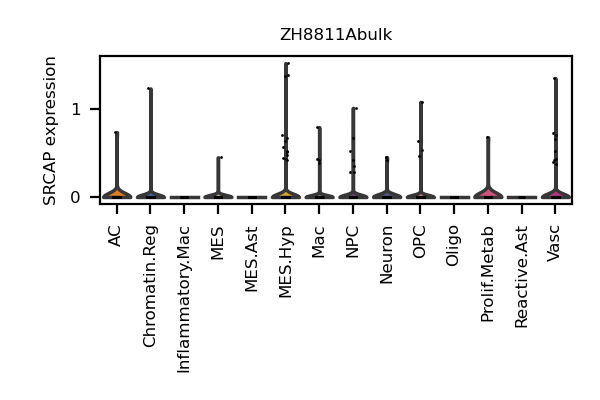 ZH8811Abulk
SRCAP expression
1
0
AC
Chromatin.Reg
Inflammatory.Mac
MES
MES.Ast
MES.Hyp
Mac
NPC
Neuron
OPC
Oligo
Prolif.Metab
Reactive.Ast
Vasc